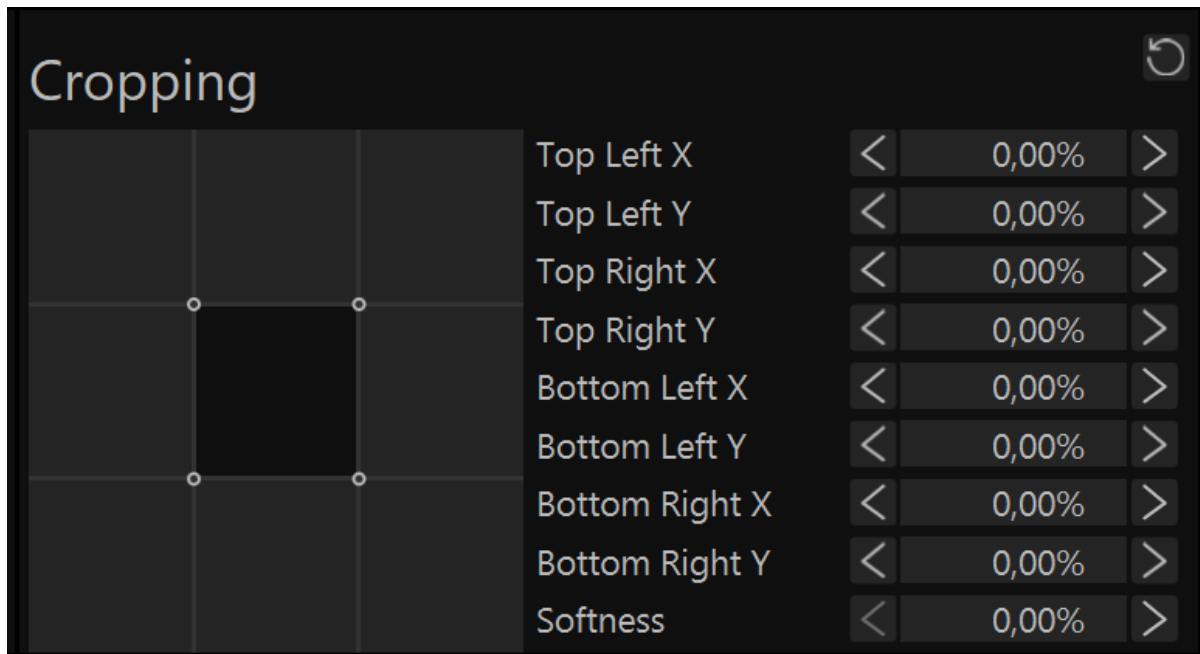 Cropping
Top Left X 0,00%
Top Left Y 0,00%
Top Right X 0,00%
Top Right Y 0,00%
Bottom Left X 0,00%
Bottom Left Y 0,00%
Bottom Right X 0,00%
Bottom Right Y 0,00%
Softness 0,00%